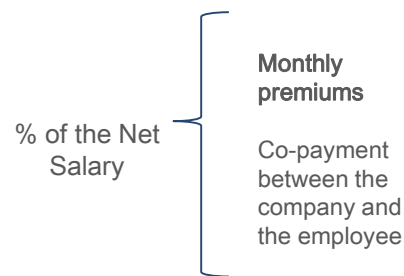 % of the Net
Salary
Monthly
premiums
Co-payment
between the
company and
the employee